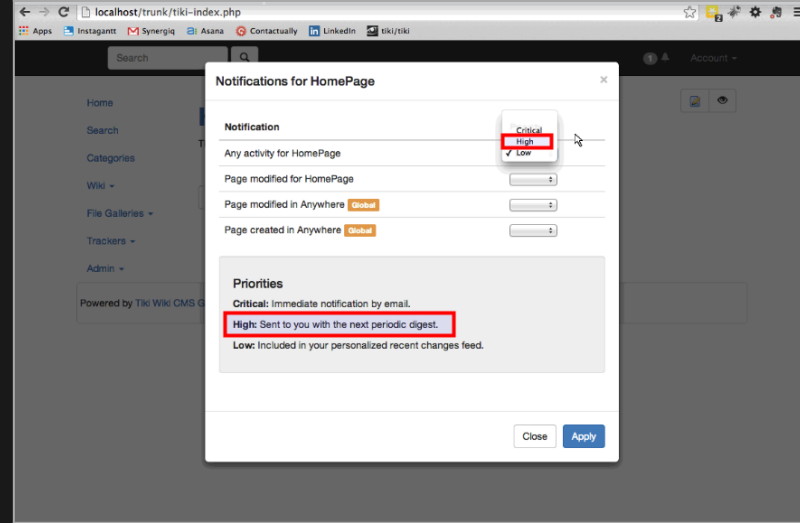 localhost/trunk/tiki-index.php
2
Apps Instagantt Synergiq Asana Contactually LinkedIn tiki/tiki
Search
1 Account
Notifications for HomePage ×
Home
Search
Categories
Wiki
File Galleries
Trackers
Admin
Powered by Tiki Wiki CMS G
Notification
Critical
High
Any activity for HomePage ✓ Low
Page modified for HomePage
Page modified in Anywhere Global
Page created in Anywhere Global
Priorities
Critical: Immediate notification by email.
High: Sent to you with the next periodic digest.
Low: Included in your personalized recent changes feed.
Close Apply